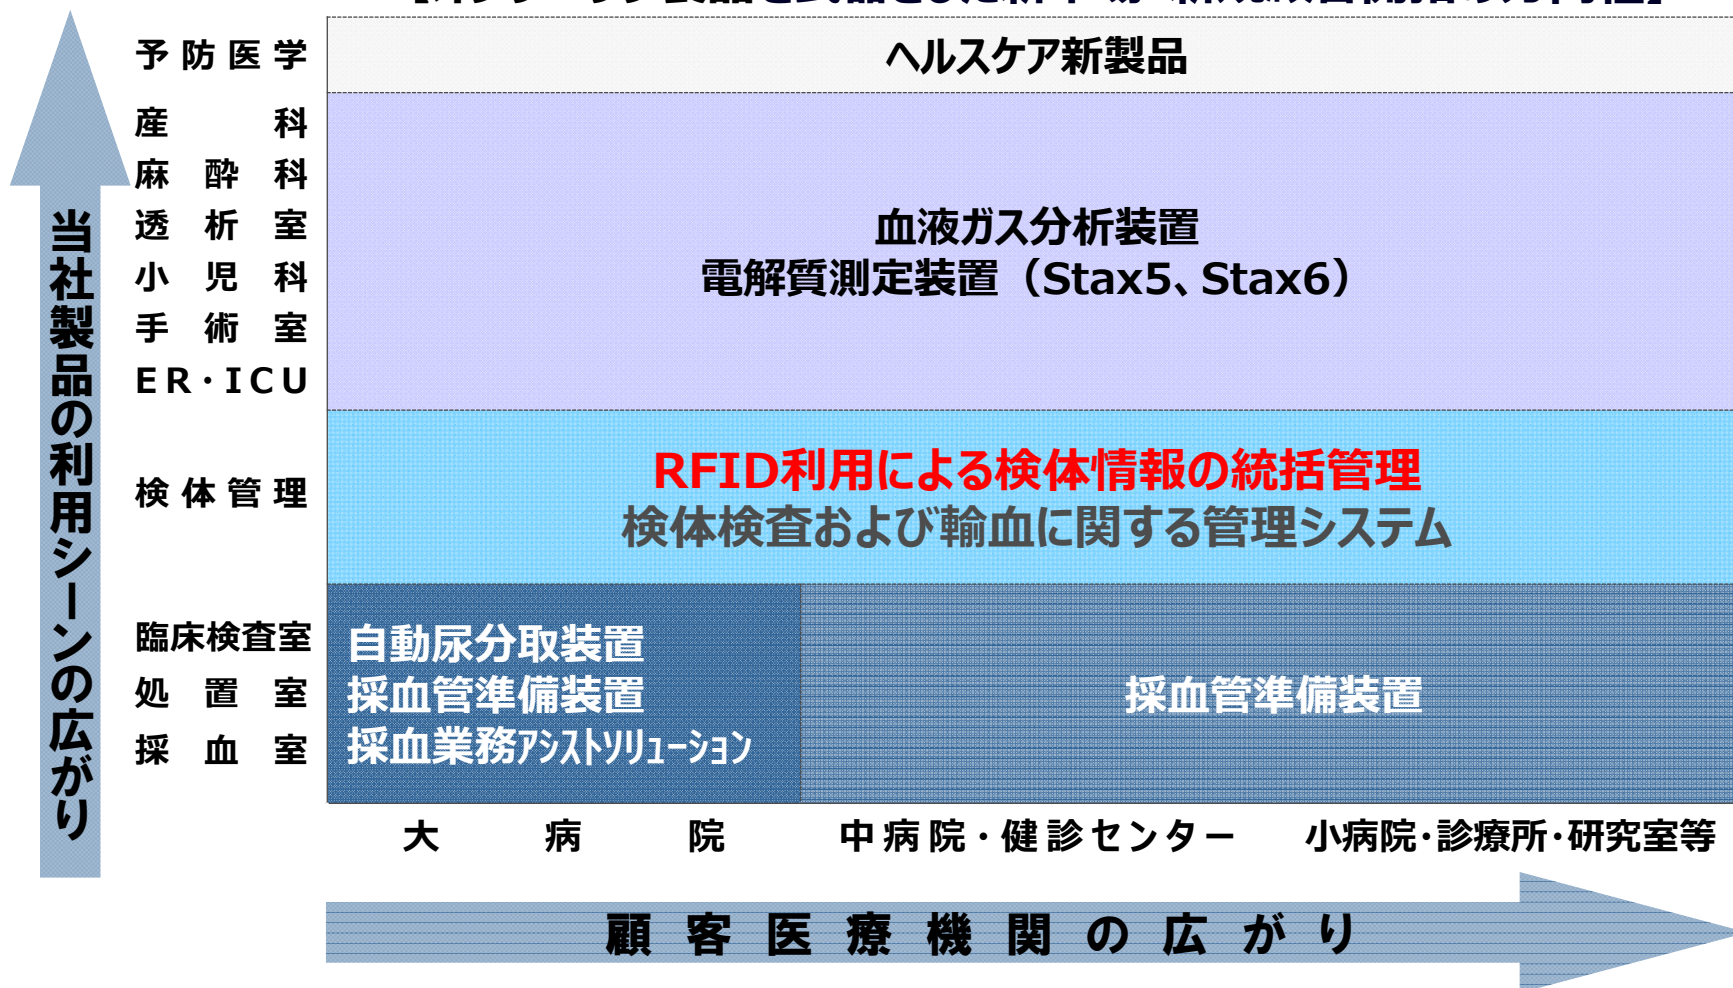 予防医学
ヘルスケア新製品
産科
麻酔科
透析室
小児科
手術室
ER・ICU
血液ガス分析装置
電解質測定装置（Stax5、Stax6）
検体管理
RFID利用による検体情報の統括管理
検体検査および輸血に関する管理システム
臨床検査室
処置室
採血室
自動尿分取装置
採血管準備装置
採血業務アシストソリューション
採血管準備装置
大病院
中病院・健診センター
小病院・診療所・研究室等
当社製品の利用シーンの広がり
顧客医療機関の広がり